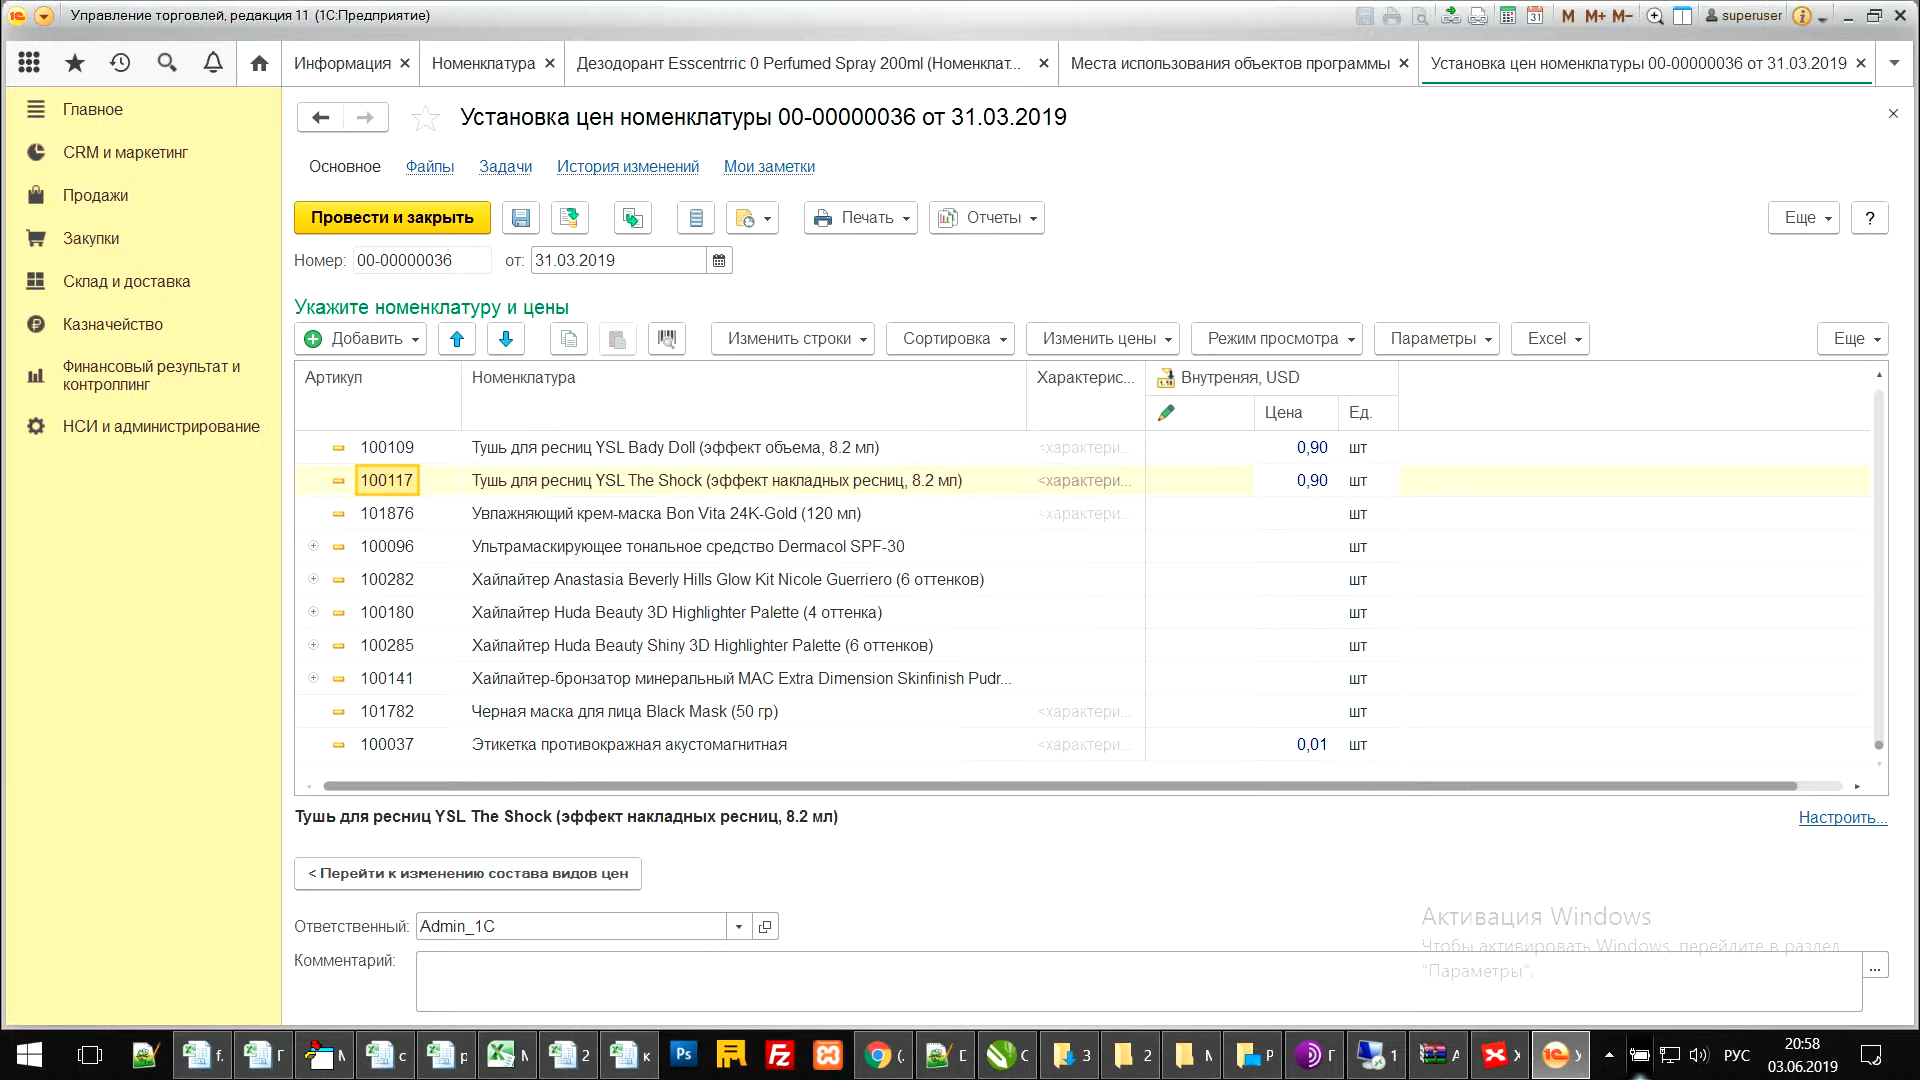 Управление торговлей, редакция 11 (1С:Предприятие)
M M+ M- superuser
Информация
Номенклатура
Дезодорант Esscentrric 0 Perfumed Spray 200ml (Номенклат...
Места использования объектов программы
Установка цен номенклатуры 00-00000036 от 31.03.2019
Главное
CRM и маркетинг
Продажи
Закупки
Склад и доставка
Казначейство
Финансовый результат и
контроллинг
НСИ и администрирование
Установка цен номенклатуры 00-00000036 от 31.03.2019
Основное Файлы Задачи История изменений Мои заметки
Провести и закрыть Печать Отчеты Еще ?
Номер: 00-00000036 от: 31.03.2019
Укажите номенклатуру и цены
Добавить Изменить строки Сортировка Изменить цены Режим просмотра Параметры Excel Еще
Артикул Номенклатура Характерис... Внутреняя, USD
Цена Ед.
100109 Тушь для ресниц YSL Bady Doll (эффект объема, 8.2 мл) <характери... 0,90 шт
100117 Тушь для ресниц YSL The Shock (эффект накладных ресниц, 8.2 мл) <характери... 0,90 шт
101876 Увлажняющий крем-маска Bon Vita 24K-Gold (120 мл) <характери... шт
100096 Ультрамаскирующее тональное средство Dermacol SPF-30 шт
100282 Хайлайтер Anastasia Beverly Hills Glow Kit Nicole Guerriero (6 оттенков) шт
100180 Хайлайтер Huda Beauty 3D Highlighter Palette (4 оттенка) шт
100285 Хайлайтер Huda Beauty Shiny 3D Highlighter Palette (6 оттенков) шт
100141 Хайлайтер-бронзатор минеральный MAC Extra Dimension Skinfinish Pudr... шт
101782 Черная маска для лица Black Mask (50 гр) <характери... шт
100037 Этикетка противокражная акустомагнитная <характери... 0,01 шт
Тушь для ресниц YSL The Shock (эффект накладных ресниц, 8.2 мл)
Настроить...
< Перейти к изменению состава видов цен
Ответственный: Admin_1C
Комментарий:
...
Активация Windows
Чтобы активировать Windows, перейдите в раздел
"Параметры".
РУС
20:58
03.06.2019